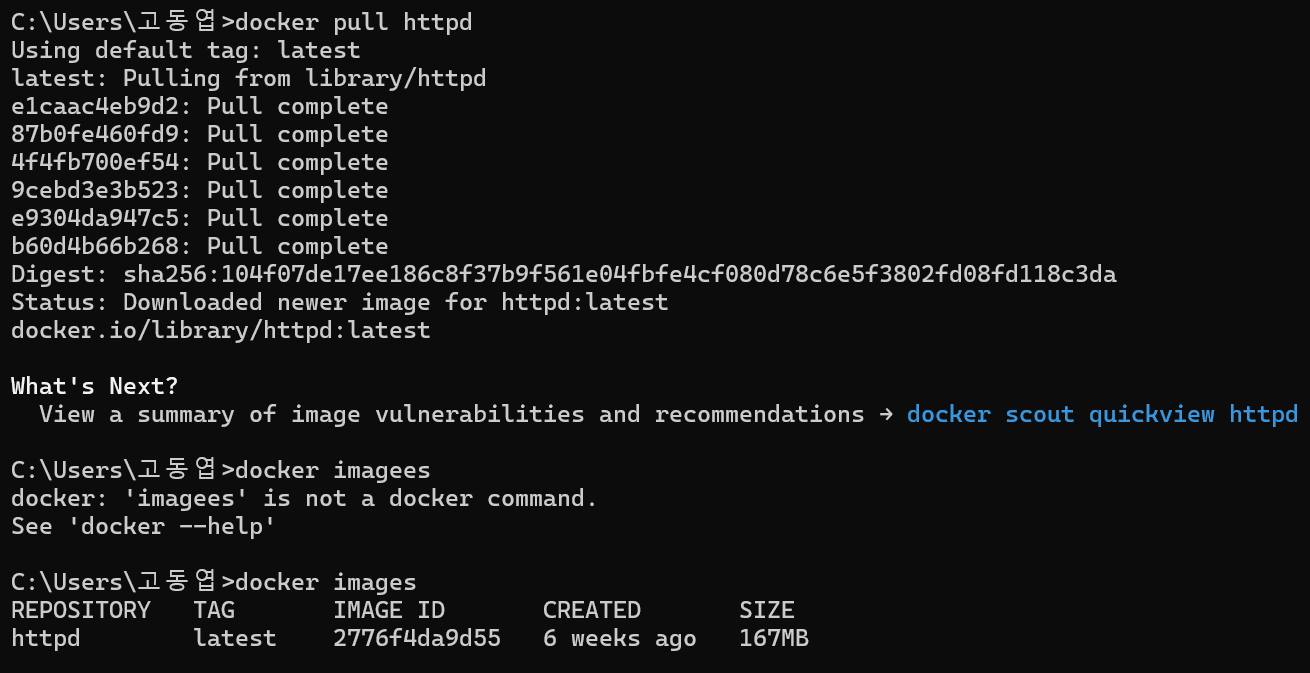 C:\Users\고동엽>docker pull httpd
Using default tag: latest
latest: Pulling from library/httpd
e1caac4eb9d2: Pull complete
87b0fe460fd9: Pull complete
4f4fb700ef54: Pull complete
9cebd3e3b523: Pull complete
e9304da947c5: Pull complete
b60d4b66b268: Pull complete
Digest: sha256:104f07de17ee186c8f37b9f561e04fbfe4cf080d78c6e5f3802fd08fd118c3da
Status: Downloaded newer image for httpd:latest
docker.io/library/httpd:latest
What's Next?
View a summary of image vulnerabilities and recommendations → docker scout quickview httpd
C:\Users\고동엽>docker imagees
docker: 'imagees' is not a docker command.
See 'docker --help'
C:\Users\고동엽>docker images
REPOSITORY   TAG       IMAGE ID       CREATED       SIZE
httpd        latest    2776f4da9d55   6 weeks ago   167MB